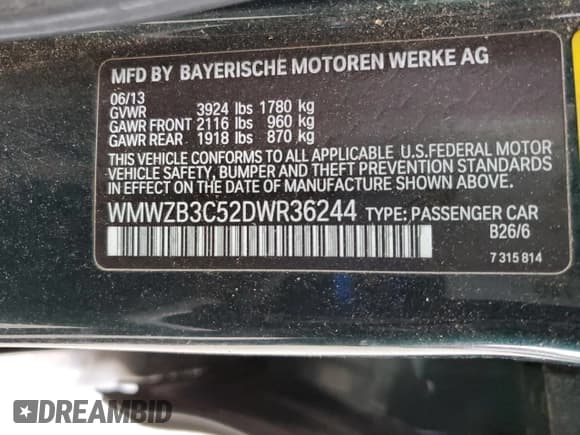 MFD BY BAYERISCHE MOTOREN WERKE AG
06/13
GVWR 3924 lbs 1780 kg
GAWR FRONT 2116 lbs 960 kg
GAWR REAR 1918 lbs 870 kg
THIS VEHICLE CONFORMS TO ALL APPLICABLE U.S.FEDERAL MOTOR
VEHICLE SAFETY, BUMPER AND THEFT PREVENTION STANDARDS
IN EFFECT ON THE DATE OF MANUFACTURE SHOWN ABOVE.
WMWZB3C52DWR36244 TYPE: PASSENGER CAR
B26/6
7 315 814
DREAMBID